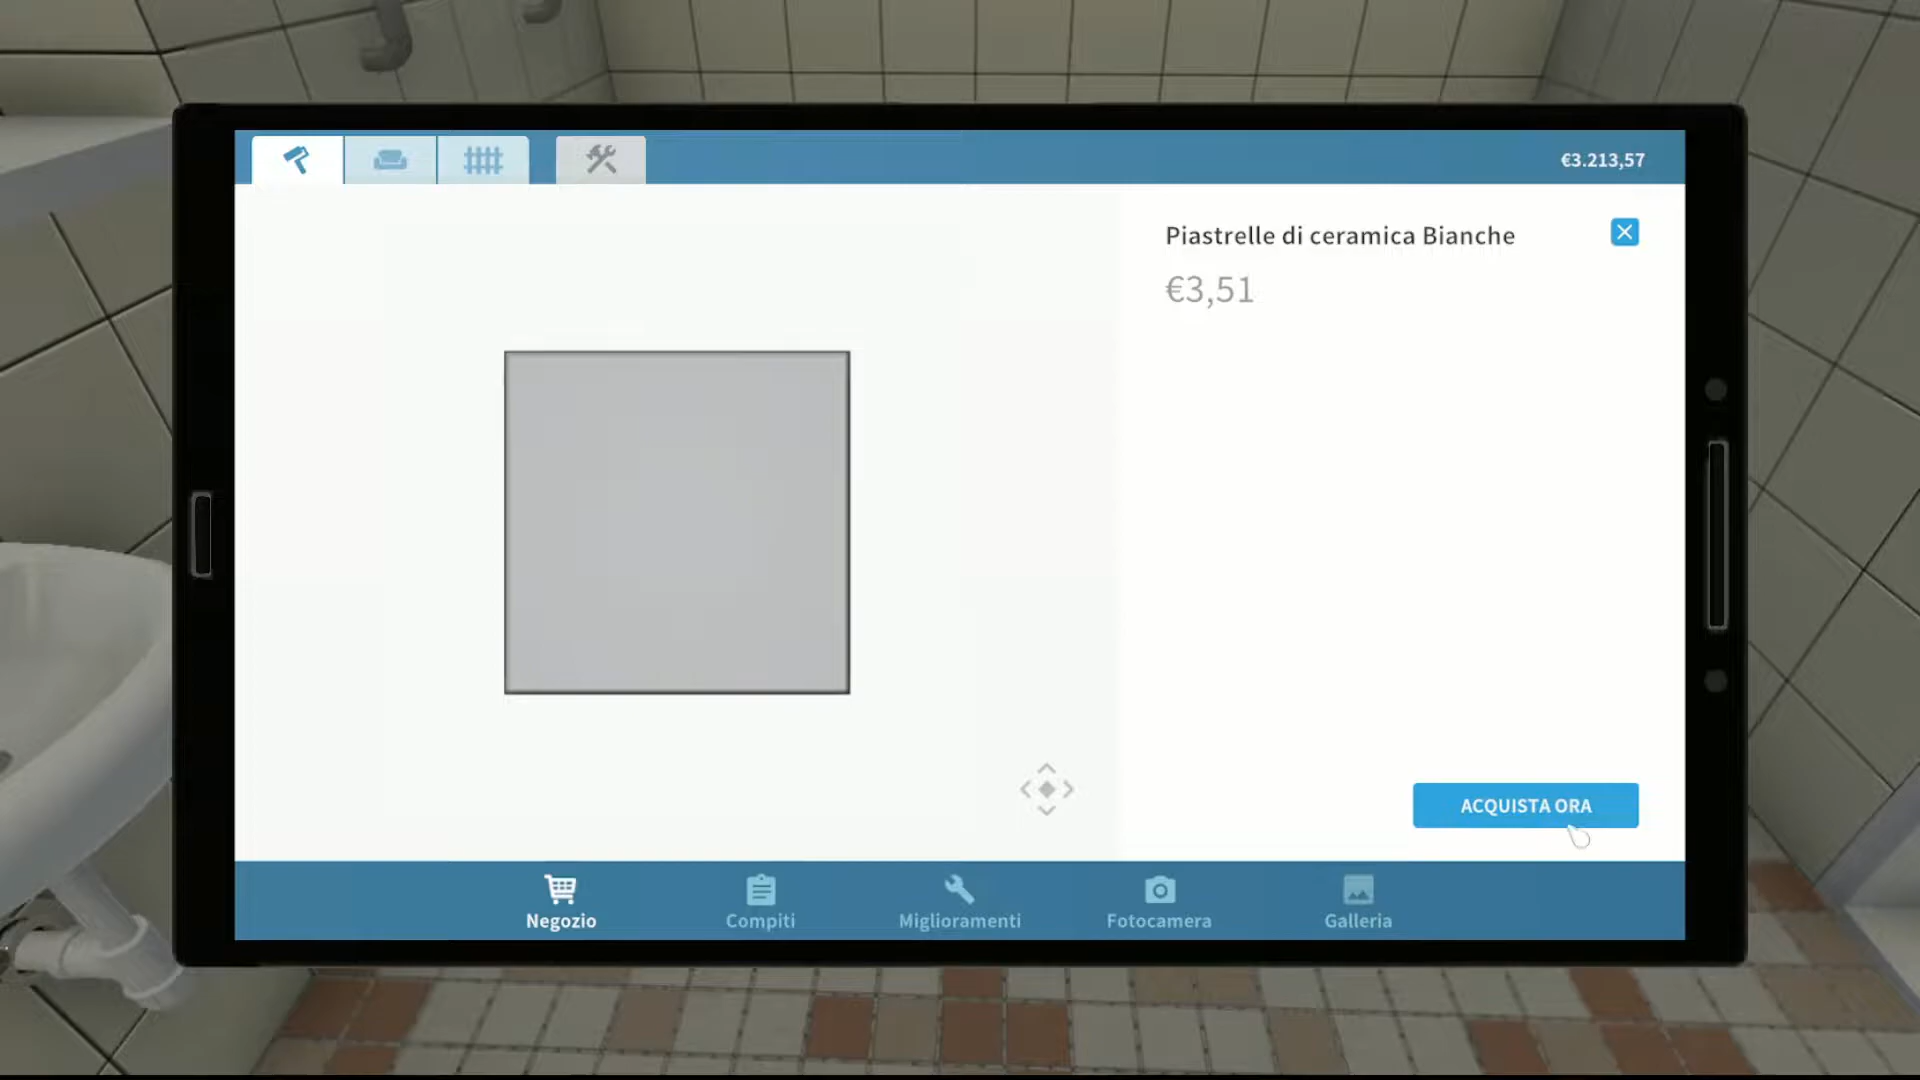 €3.213,57
Piastrelle di ceramica Bianche
€3,51
ACQUISTA ORA
Negozio
Compiti
Miglioramenti
Fotocamera
Galleria